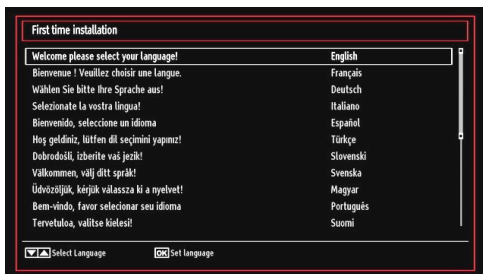 First time installation
Welcome please select your language! English
Bienvenue ! Veuillez choisir une langue. Français
Wählen Sie bitte Ihre Sprache aus! Deutsch
Selezionate la vostra lingua! Italiano
Bienvenido, seleccione un idioma Español
Hoş geldiniz, lütfen dil seçimini yapınız! Türkçe
Dobrodošli, izberite vaš jezik! Slovenski
Välkommen, välj ditt språk! Svenska
Üdvözöljük, kérjük válassza ki a nyelvet! Magyar
Bem-vindo, favor selecionar seu idioma Português
Tervetuloa, valitse kielesi! Suomi
Select Language OK Set language